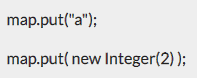 map.put("a");
map.put( new Integer(2) );